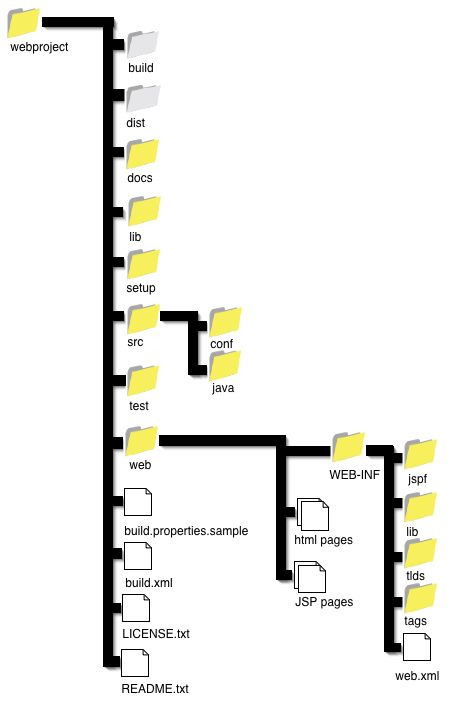 webproject
build
dist
docs
lib
setup
src
conf
java
test
web
WEB-INF
jspf
lib
tlds
tags
web.xml
html pages
JSP pages
build.properties.sample
build.xml
LICENSE.txt
README.txt